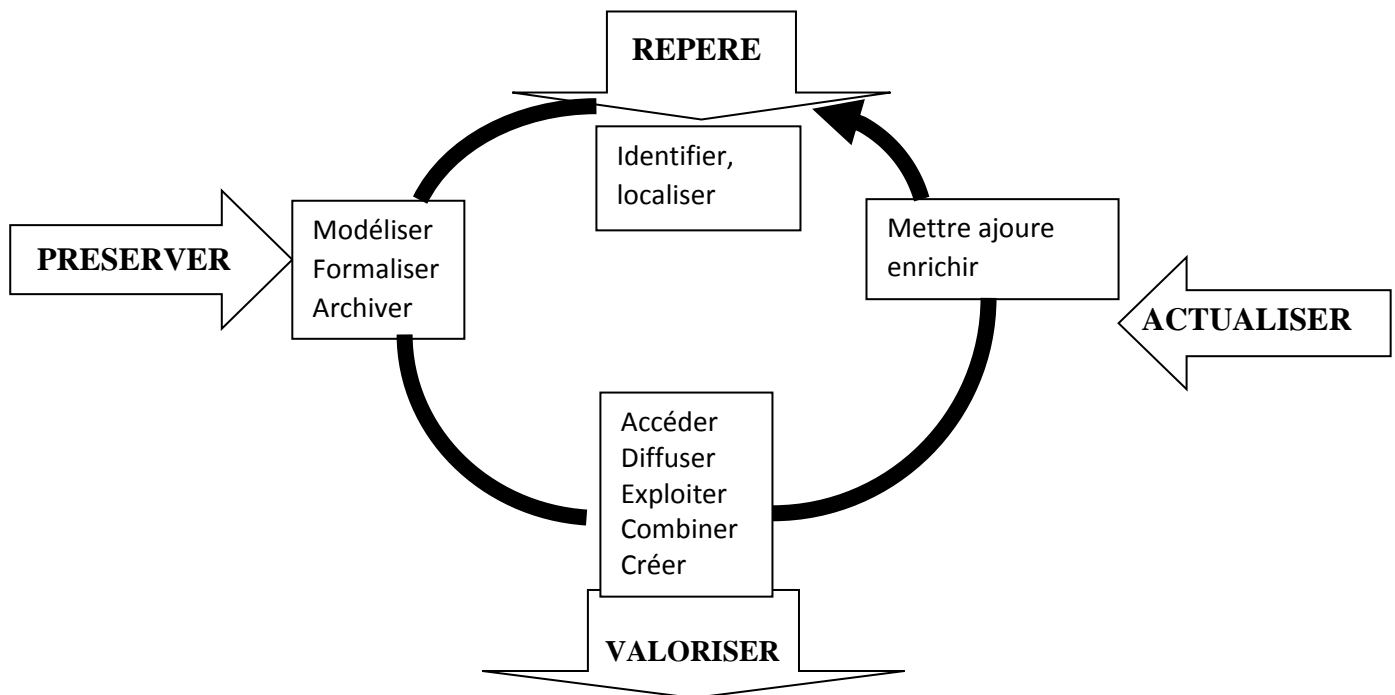 REPERE
Identifier,
localiser
PRESERVER
Modéliser
Formaliser
Archiver
Mettre ajoure
enrichir
ACTUALISER
Accéder
Diffuser
Exploiter
Combiner
Créer
VALORISER